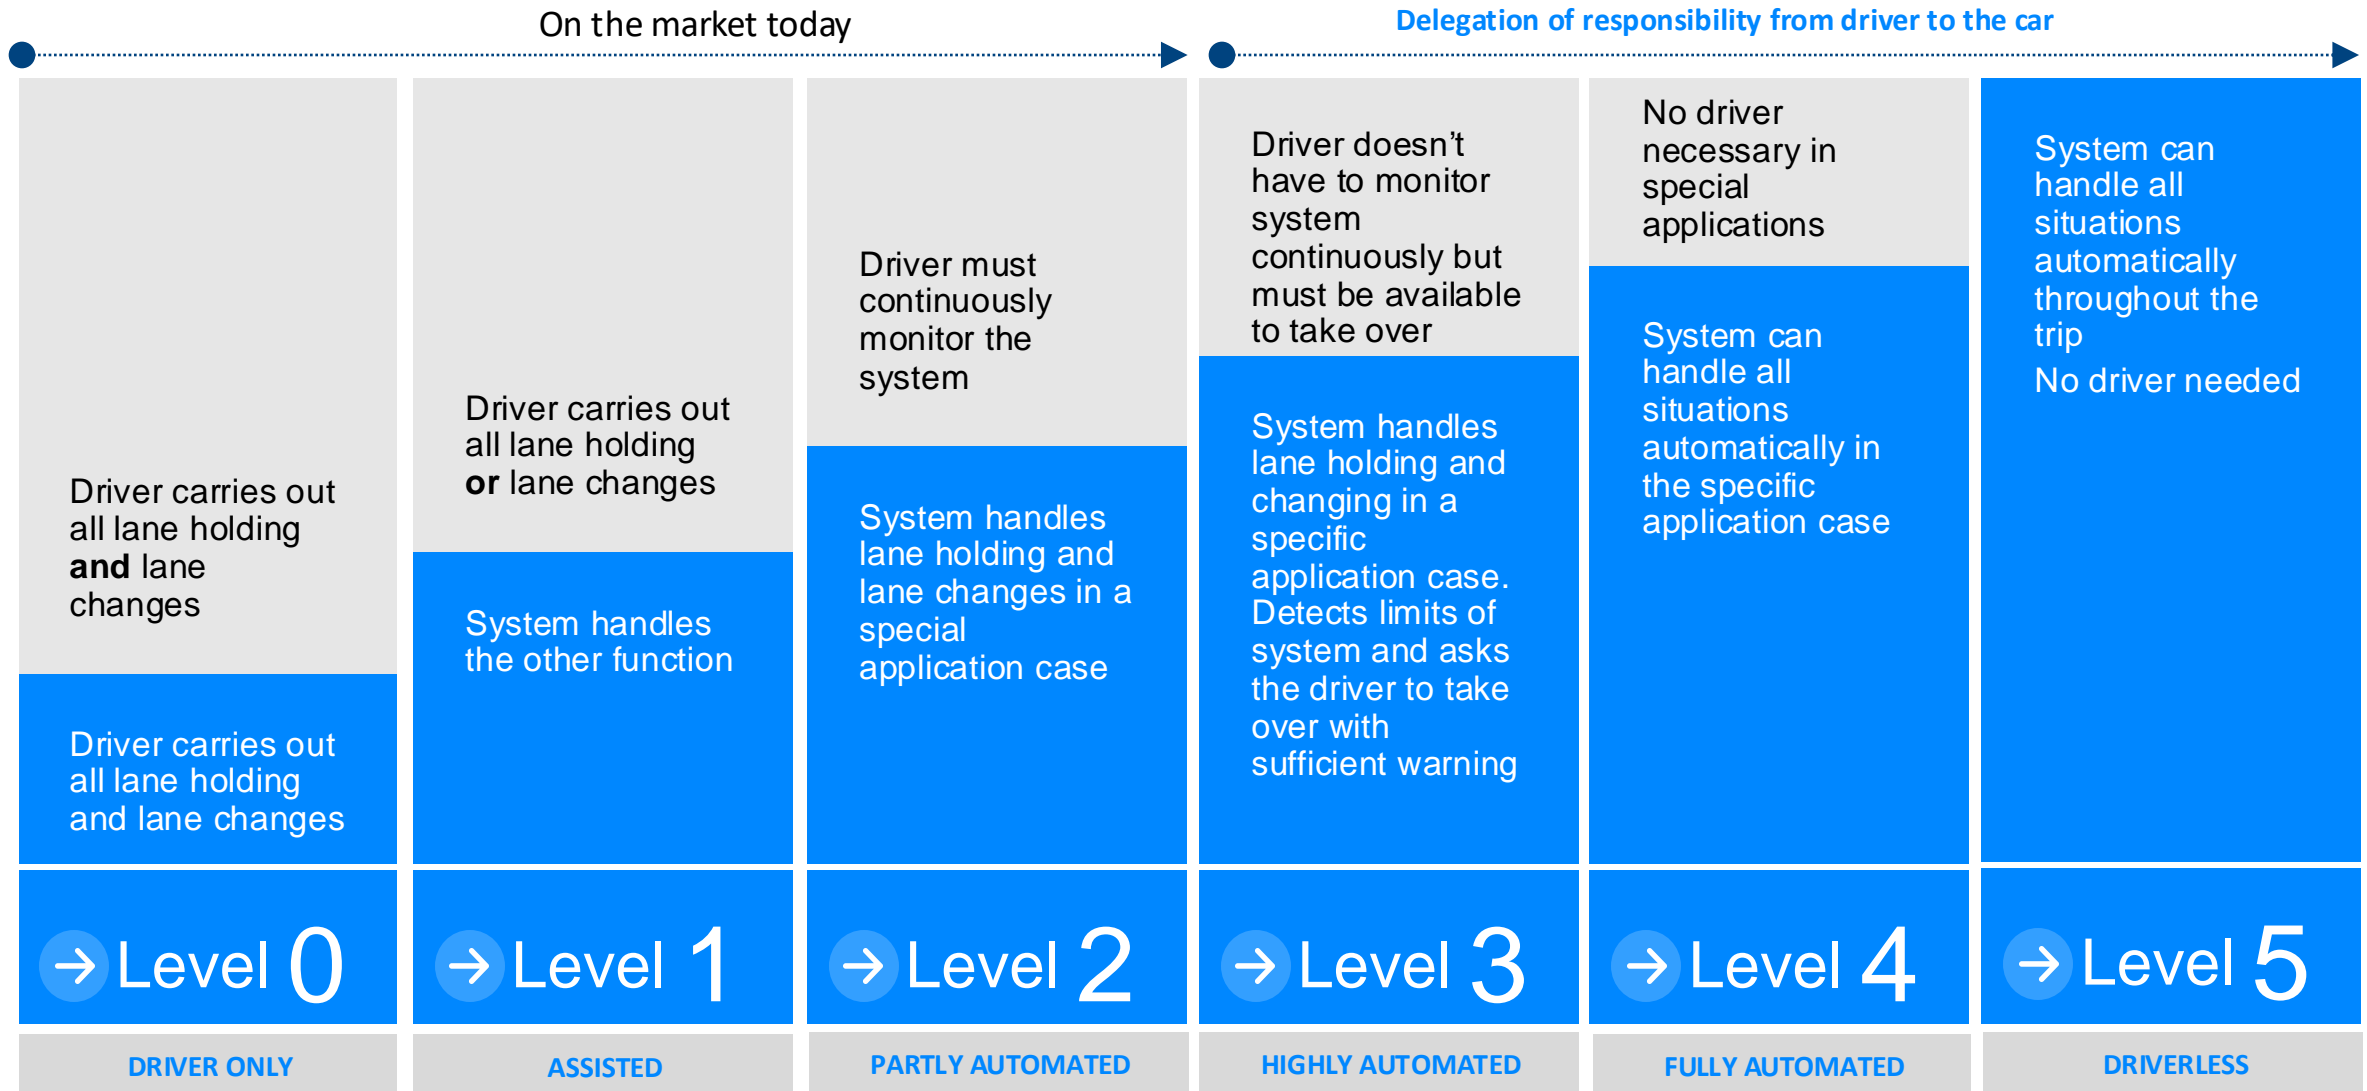 On the market today
Delegation of responsibility from driver to the car
Driver carries out
all lane holding
and lane
changes
Driver carries out
all lane holding
and lane changes
Level 0
DRIVER ONLY
Driver carries out
all lane holding
or lane changes
System handles
the other function
Level 1
ASSISTED
Driver must
continuously
monitor the
system
System handles
lane holding and
lane changes in a
special
application case
Level 2
PARTLY AUTOMATED
Driver doesn’t
have to monitor
system
continuously but
must be available
to take over
System handles
lane holding and
changing in a
specific
application case.
Detects limits of
system and asks
the driver to take
over with
sufficient warning
Level 3
HIGHLY AUTOMATED
No driver
necessary in
special
applications
System can
handle all
situations
automatically in
the specific
application case
Level 4
FULLY AUTOMATED
System can
handle all
situations
automatically
throughout the
trip
No driver needed
Level 5
DRIVERLESS